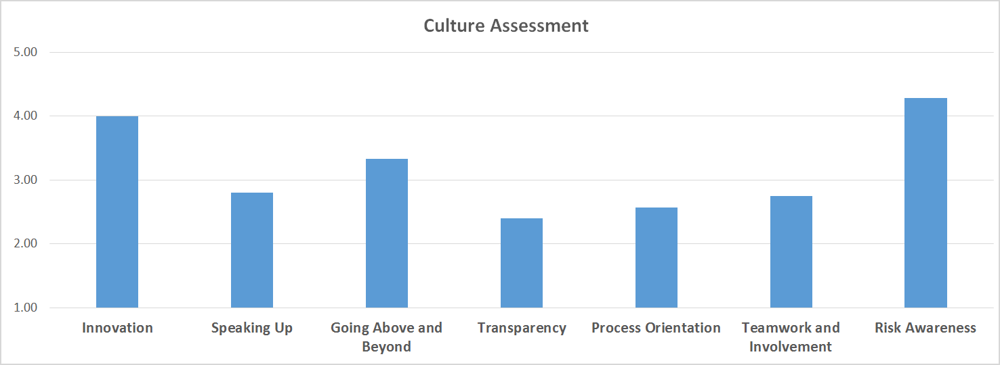 Culture Assessment
5.00
4.00
3.00
2.00
1.00
Innovation
Speaking Up
Going Above and
Beyond
Transparency
Process Orientation
Teamwork and
Involvement
Risk Awareness